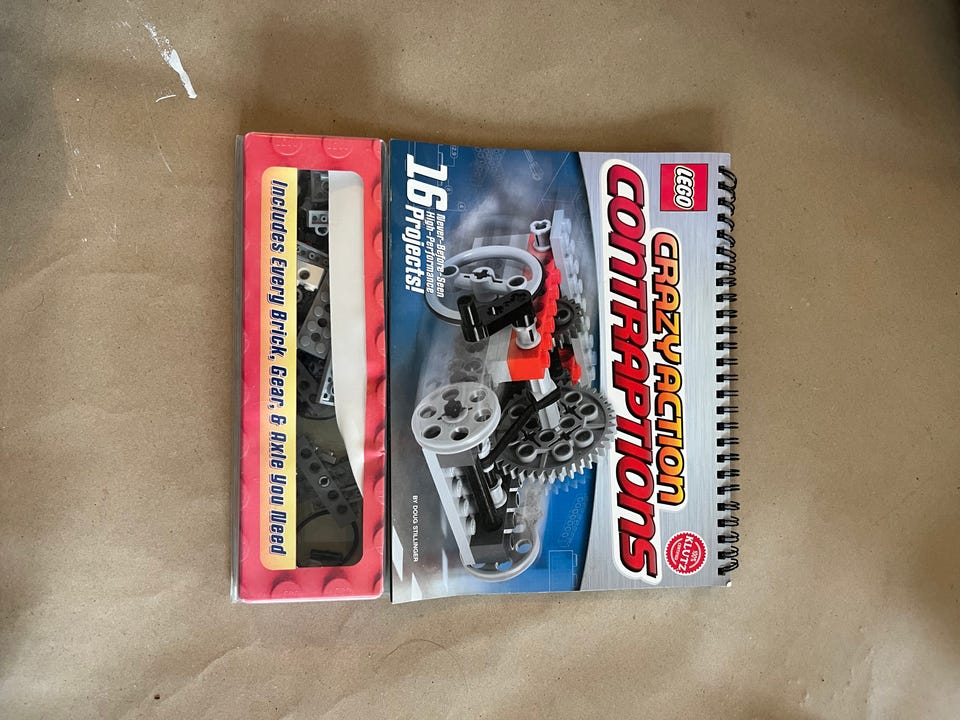 LEGO
CRAZY ACTION
CONTRAPTIONS
KLUTZ
16
Never-Before-Seen
High-Performance
Projects!
BY DOUG STILLINGER
Includes Every Brick, Gear, & Axle You Need